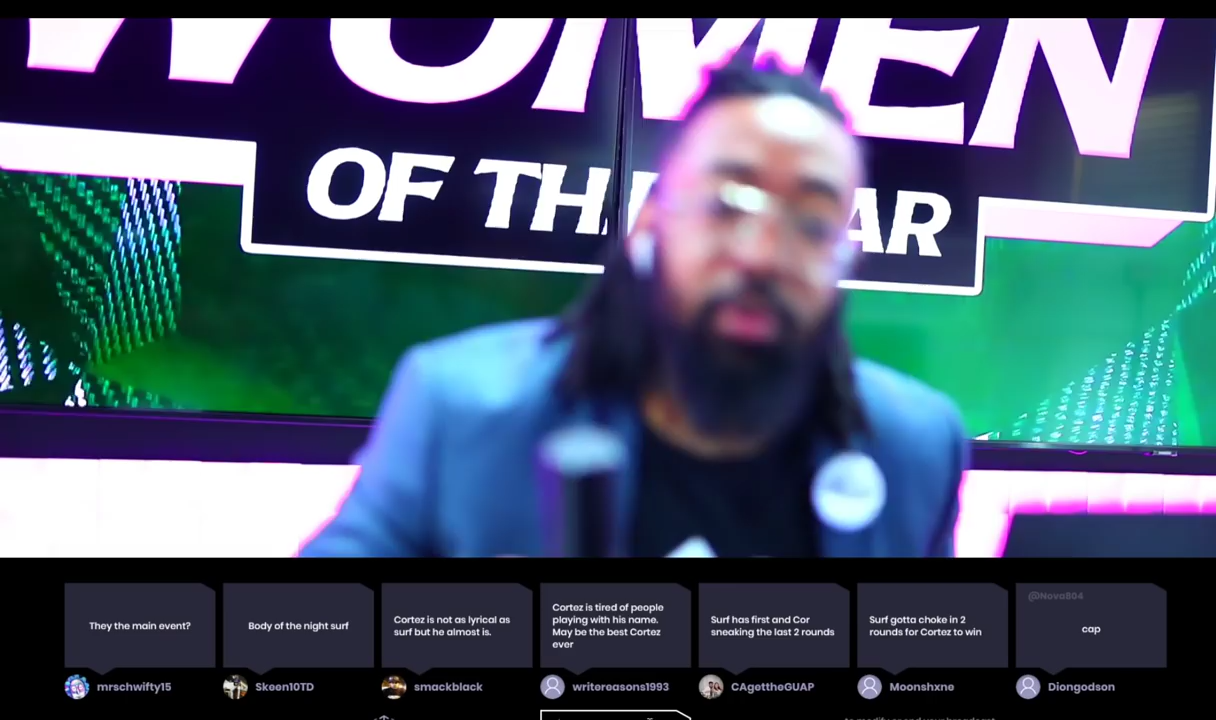 WOMEN
OF THE YEAR
They the main event?
Body of the night surf
Cortez is not as lyrical as
surf but he almost is.
Cortez is tired of people
playing with his name.
May be the best Cortez
ever
Surf has first and Cor
sneaking the last 2 rounds
Surf gotta choke in 2
rounds for Cortez to win
@Nova804
cap
mrschwifty15
Skeen10TD
smackblack
writereasons1993
CAgettheGUAP
Moonshxne
Diongodson